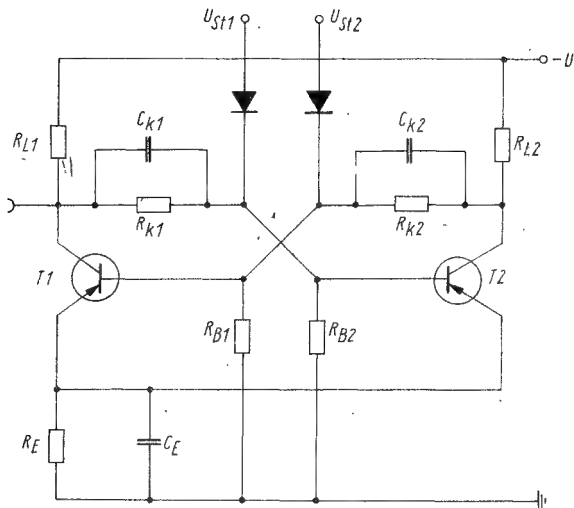 U_St1
U_St2
-U
C_k1
C_k2
R_L1
R_L2
R_k1
R_k2
T1
T2
R_B1
R_B2
R_E
C_E